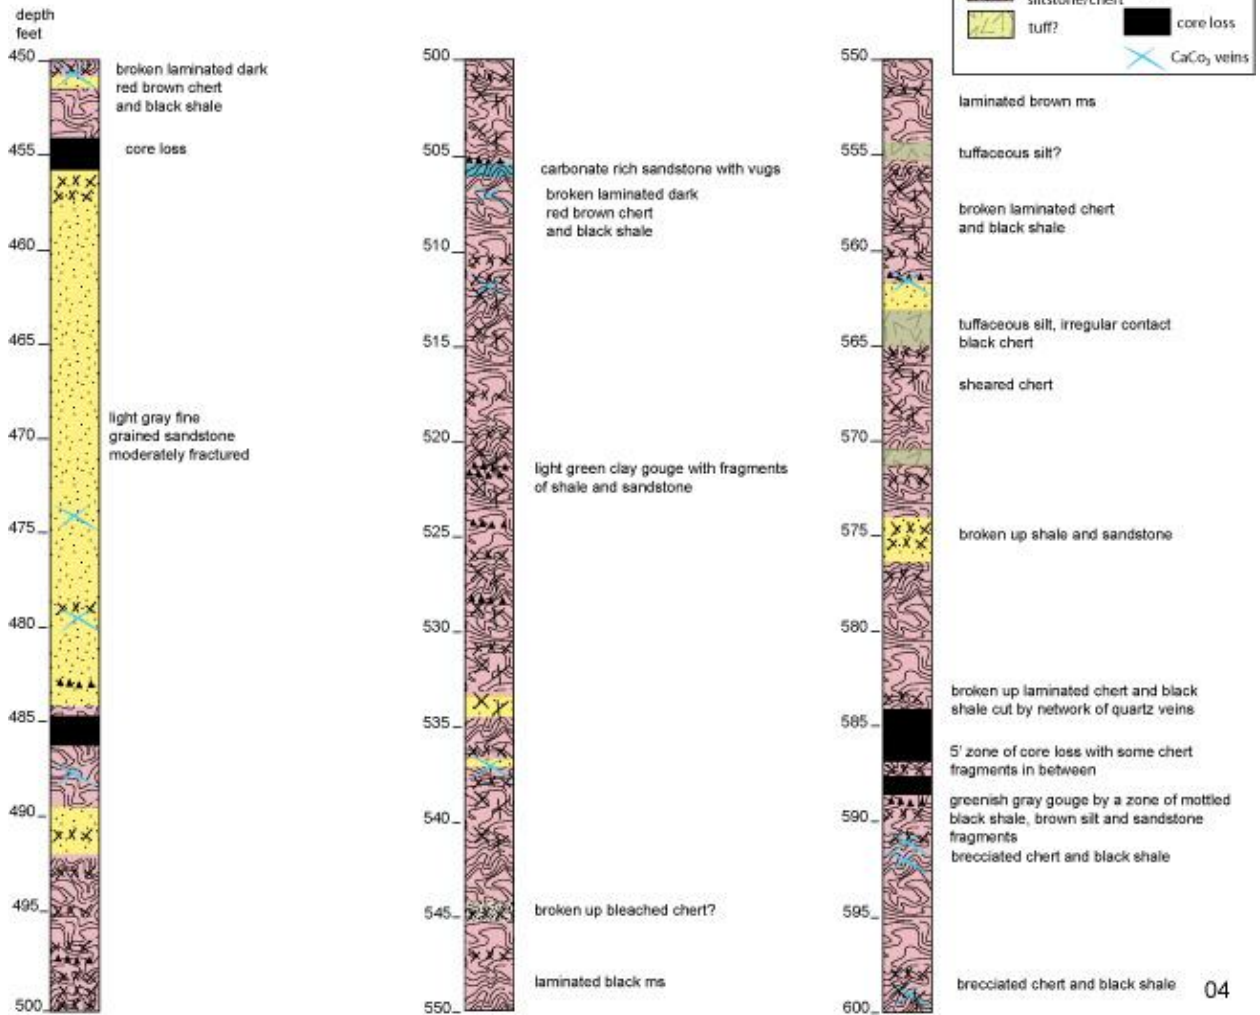 depth
feet
450
broken laminated dark
red brown chert
and black shale
455
core loss
460
465
light gray fine
grained sandstone
moderately fractured
470
475
480
485
490
495
500
500
505
carbonate rich sandstone with vugs
broken laminated dark
red brown chert
and black shale
510
515
520
light green clay gouge with fragments
of shale and sandstone
525
530
535
540
545
broken up bleached chert?
laminated black ms
550
siltstone/chert
tuff?
core loss
CaCo₃ veins
550
laminated brown ms
555
tuffaceous silt?
broken laminated chert
and black shale
560
tuffaceous silt, irregular contact
black chert
565
sheared chert
570
575
broken up shale and sandstone
580
broken up laminated chert and black
shale cut by network of quartz veins
585
5' zone of core loss with some chert
fragments in between
greenish gray gouge by a zone of mottled
black shale, brown silt and sandstone
fragments
590
brecciated chert and black shale
595
brecciated chert and black shale
600
04